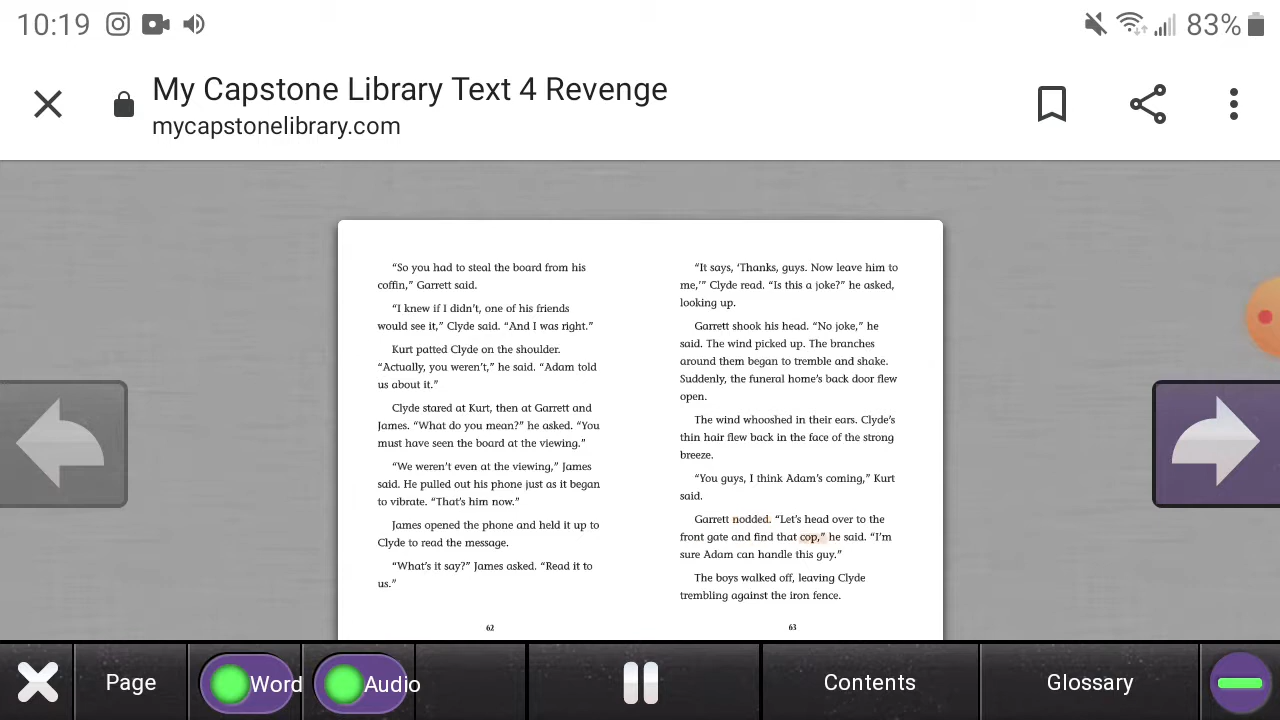 10:19 83%
My Capstone Library Text 4 Revenge
mycapstonelibrary.com
“So you had to steal the board from his
coffin,” Garrett said.
“I knew if I didn’t, one of his friends
would see it,” Clyde said. “And I was right.”
Kurt patted Clyde on the shoulder.
“Actually, you weren’t,” he said. “Adam told
us about it.”
Clyde stared at Kurt, then at Garrett and
James. “What do you mean?” he asked. “You
must have seen the board at the viewing.”
“We weren’t even at the viewing,” James
said. He pulled out his phone just as it began
to vibrate. “That’s him now.”
James opened the phone and held it up to
Clyde to read the message.
“What’s it say?” James asked. “Read it to
us.”
62
“It says, ‘Thanks, guys. Now leave him to
me,’” Clyde read. “Is this a joke?” he asked,
looking up.
Garrett shook his head. “No joke,” he
said. The wind picked up. The branches
around them began to tremble and shake.
Suddenly, the funeral home’s back door flew
open.
The wind whooshed in their ears. Clyde’s
thin hair flew back in the face of the strong
breeze.
“You guys, I think Adam’s coming,” Kurt
said.
Garrett nodded. “Let’s head over to the
front gate and find that cop,” he said. “I’m
sure Adam can handle this guy.”
The boys walked off, leaving Clyde
trembling against the iron fence.
63
Page Word Audio Contents Glossary